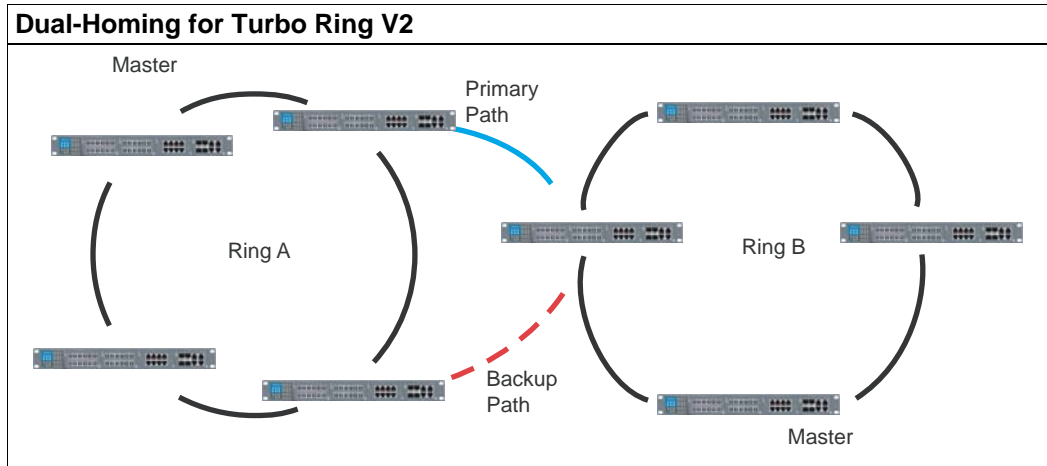 Dual-Homing for Turbo Ring V2
Master
Primary
Path
Ring A
Ring B
Backup
Path
Master